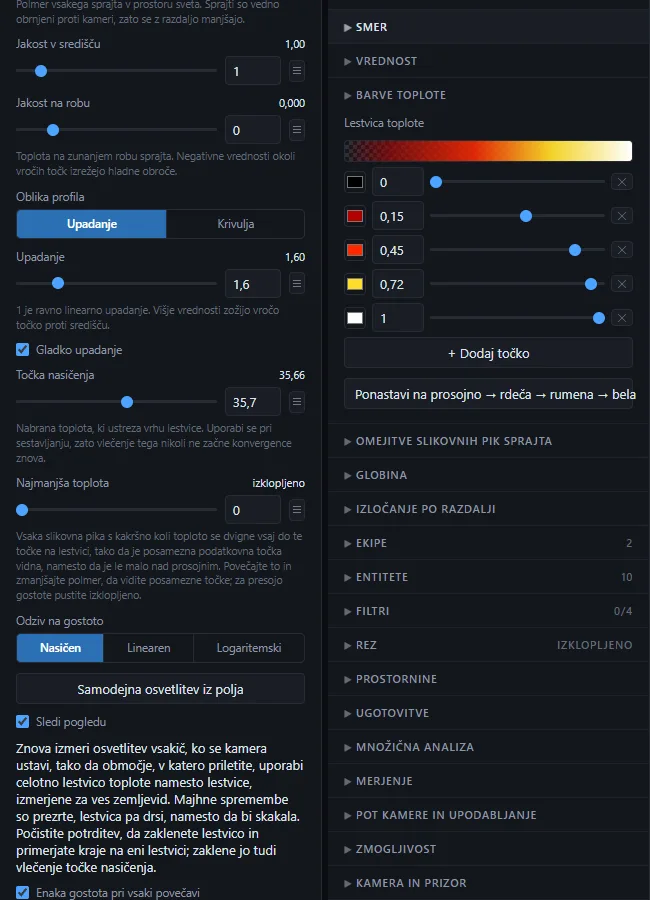 Polmer vsakega sprajta v prostoru sveta. Sprajti so vedno
obrnjeni proti kameri, zato se z razdaljo manjšajo.
Jakost v središču 1,00
1
Jakost na robu 0,000
0
Toplota na zunanjem robu sprajta. Negativne vrednosti okoli
vročih točk izrežejo hladne obroče.
Oblika profila
Upadanje Krivulja
Upadanje 1,60
1,6
1 je ravno linearno upadanje. Višje vrednosti zožijo vročo
točko proti središču.
Gladko upadanje
Točka nasičenja 35,66
35,7
Nabrana toplota, ki ustreza vrhu lestvice. Uporabi se pri
sestavljanju, zato vlečenje tega nikoli ne začne konvergence
znova.
Najmanjša toplota izklopljeno
0
Vsaka slikovna pika s kakršno koli toploto se dvigne vsaj do te
točke na lestvici, tako da je posamezna podatkovna točka
vidna, namesto da je le malo nad prosojnim. Povečajte to in
zmanjšajte polmer, da vidite posamezne točke; za presojo
gostote pustite izklopljeno.
Odziv na gostoto
Nasičen Linearen Logaritemski
Samodejna osvetlitev iz polja
Sledi pogledu
Znova izmeri osvetlitev vsakič, ko se kamera
ustavi, tako da območje, v katero priletite, uporabi
celotno lestvico toplote namesto lestvice,
izmerjene za ves zemljevid. Majhne spremembe
so prezrte, lestvica pa drsi, namesto da bi skakala.
Počistite potrditev, da zaklenete lestvico in
primerjate kraje na eni lestvici; zaklene jo tudi
vlečenje točke nasičenja.
Enaka gostota pri vsaki povečavi
SMER
VREDNOST
BARVE TOPLOTE
Lestvica toplote
0
0,15
0,45
0,72
1
+ Dodaj točko
Ponastavi na prosojno → rdeča → rumena → bela
OMEJITVE SLIKOVNIH PIK SPRAJTA
GLOBINA
IZLOČANJE PO RAZDALJI
EKIPE 2
ENTITETE 10
FILTRI 0/4
REZ IZKLOPLJENO
PROSTORNINE
UGOTOVITVE
MNOŽIČNA ANALIZA
MERJENJE
POT KAMERE IN UPODABLJANJE
ZMOGLJIVOST
KAMERA IN PRIZOR